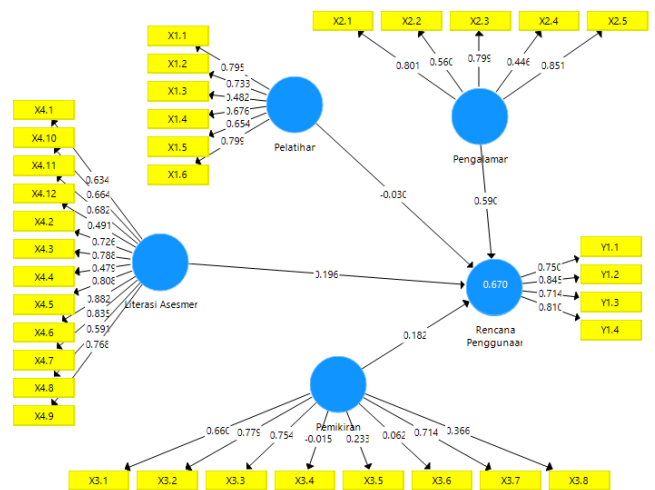 X2.1
X2.2
X2.3
X2.4
X2.5
0.801
0.560
0.799
0.446
0.851
Pengalaman
X1.1
X1.2
X1.3
X1.4
X1.5
X1.6
0.795
0.733
0.482
0.676
0.654
0.799
Pelatihan
X4.1
X4.10
X4.11
X4.12
X4.2
X4.3
X4.4
X4.5
X4.6
X4.7
X4.8
X4.9
0.634
0.664
0.682
0.491
0.726
0.788
0.479
0.808
0.882
0.835
0.591
0.768
Literasi Asesmer
-0.030
0.590
0.196
0.182
0.670
Rencana
Penggunaar
0.750
0.845
0.714
0.810
Y1.1
Y1.2
Y1.3
Y1.4
Pemikiran
0.660
0.779
0.754
-0.015
0.233
0.062
0.714
0.366
X3.1
X3.2
X3.3
X3.4
X3.5
X3.6
X3.7
X3.8